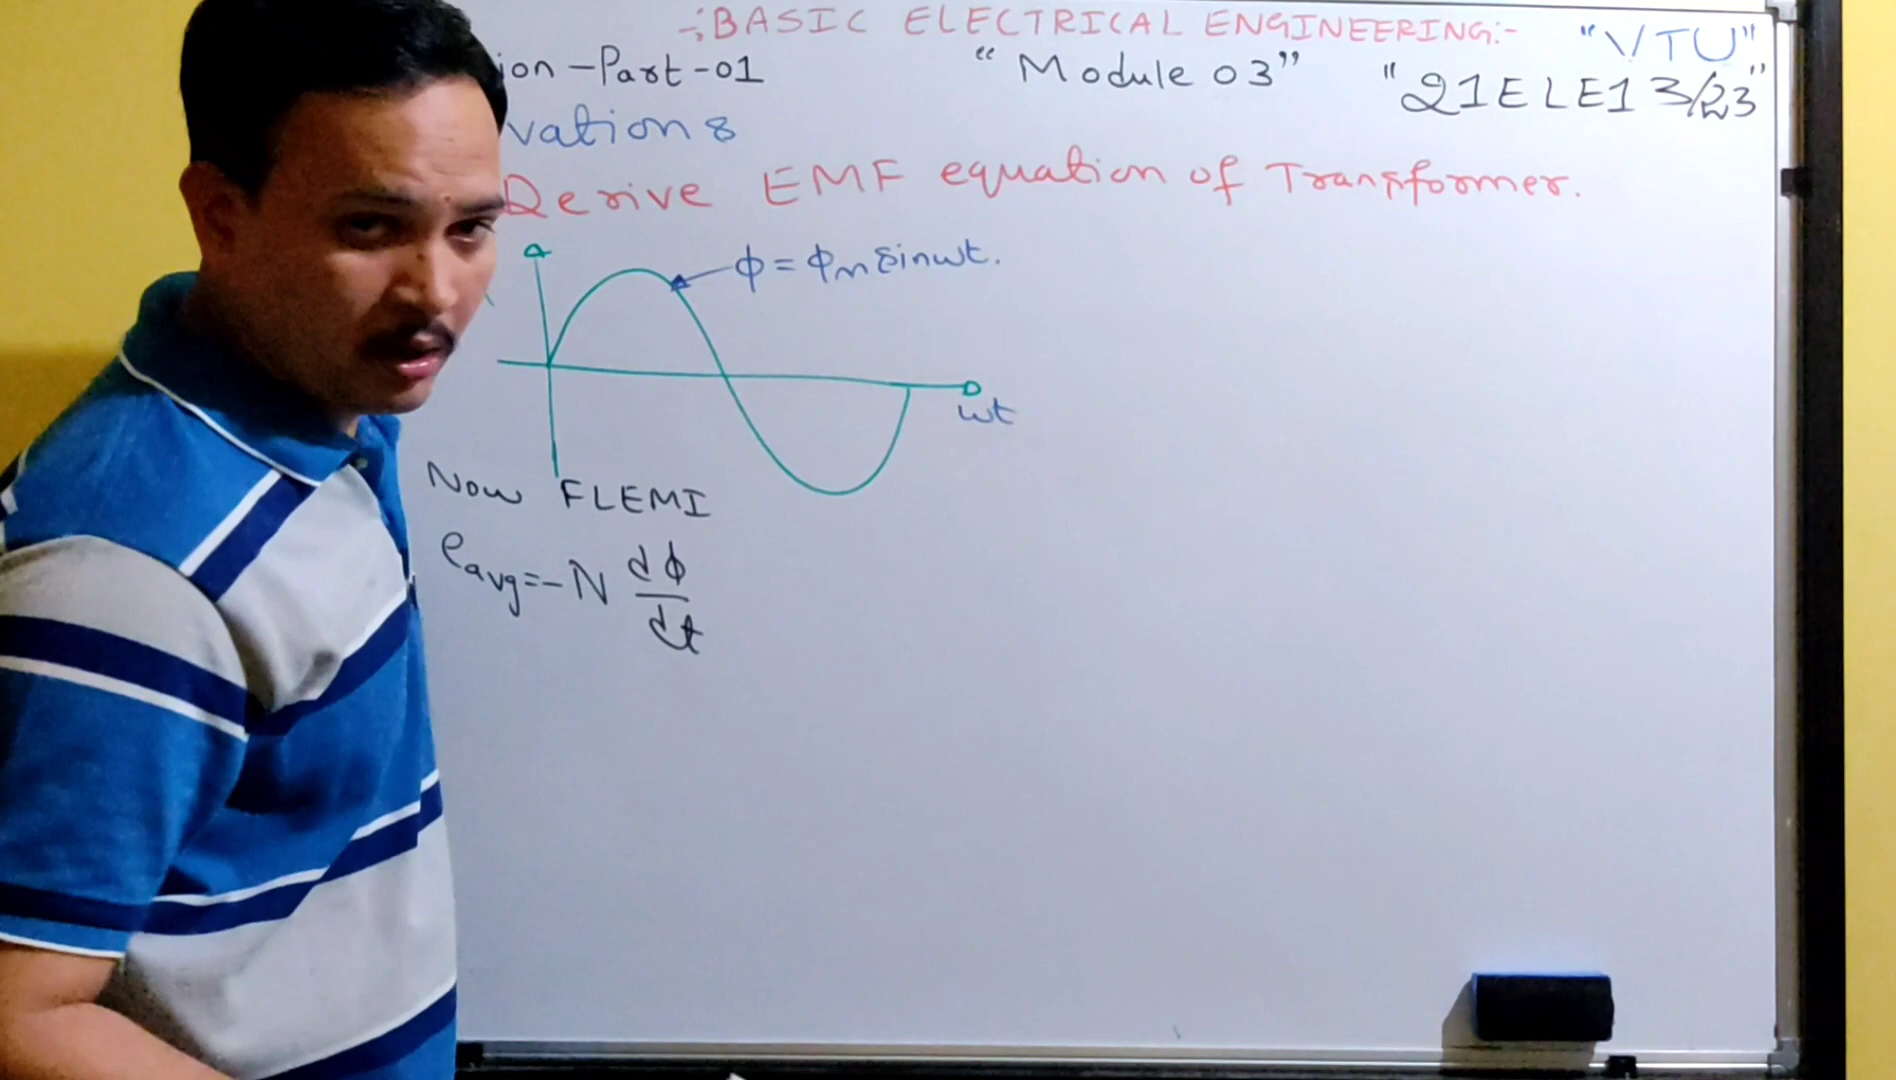 -:BASIC ELECTRICAL ENGINEERING:-
"VTU"
ion-Part-01
"Module 03"
"21ELE13/23"
vation 8
Derive EMF equation of Transformer.
ϕ = ϕm sinωt.
ωt
Now FLEMI
eavg = -N dϕ/dt